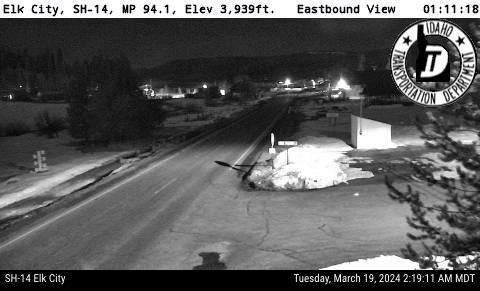 Elk City, SH-14, MP 94.1, Elev 3,939ft. Eastbound View 01:11:18
IDAHO
TRANSPORTATION DEPARTMENT
SH-14 Elk City Tuesday, March 19, 2024 2:19:11 AM MDT